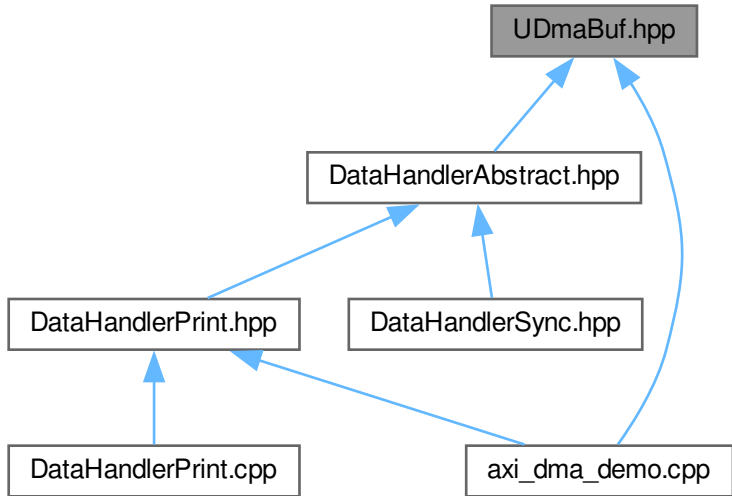 UDmaBuf.hpp
DataHandlerAbstract.hpp
DataHandlerPrint.hpp
DataHandlerSync.hpp
DataHandlerPrint.cpp
axi_dma_demo.cpp